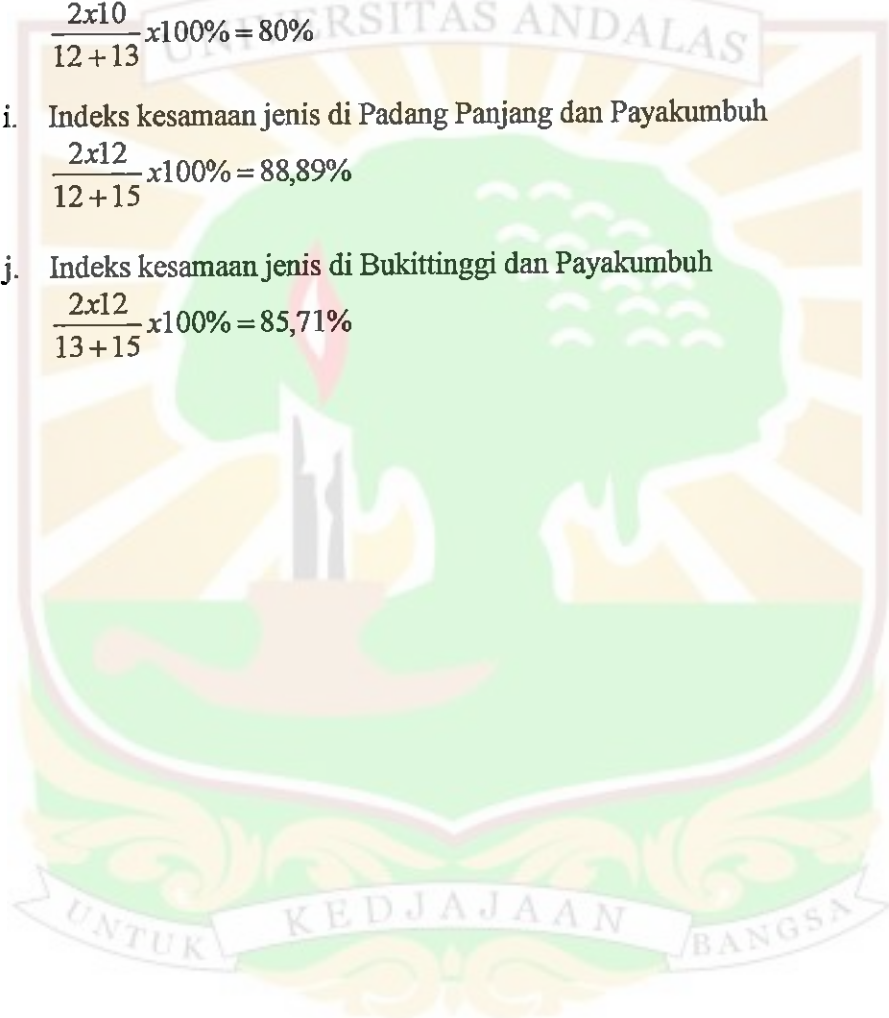 2x10
12+13 x100% = 80%
UNIVERSITAS ANDALAS
i. Indeks kesamaan jenis di Padang Panjang dan Payakumbuh
2x12
12+15 x100% = 88,89%
j. Indeks kesamaan jenis di Bukittinggi dan Payakumbuh
2x12
13+15 x100% = 85,71%
UNTUK KEDJAJAAN BANGSA